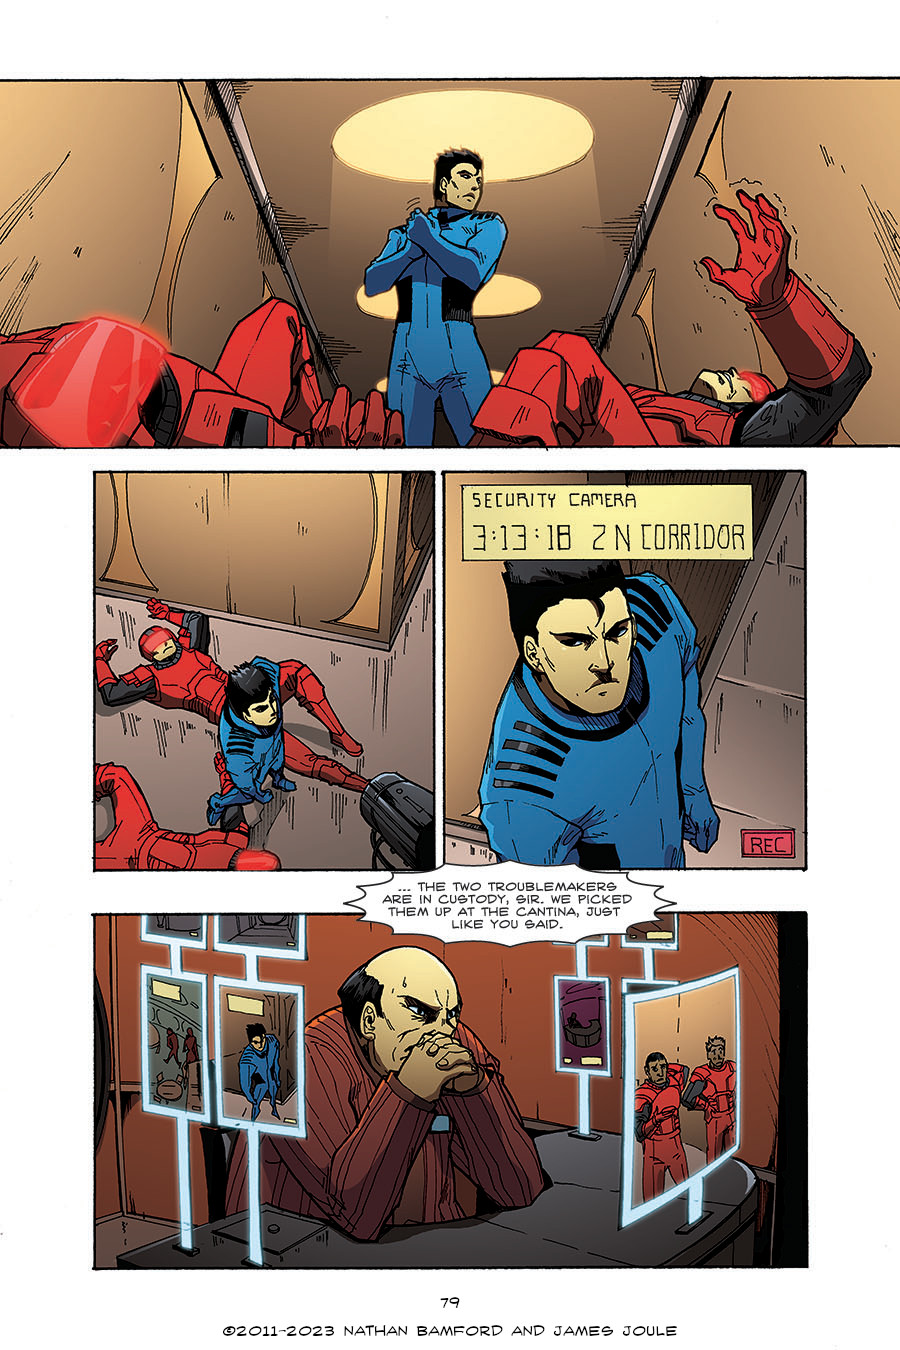 SECURITY CAMERA
3:13:18 2N CORRIDOR
REC
... THE TWO TROUBLEMAKERS
ARE IN CUSTODY, SIR. WE PICKED
THEM UP AT THE CANTINA, JUST
LIKE YOU SAID.
79
©2011-2023 NATHAN BAMFORD AND JAMES JOULE